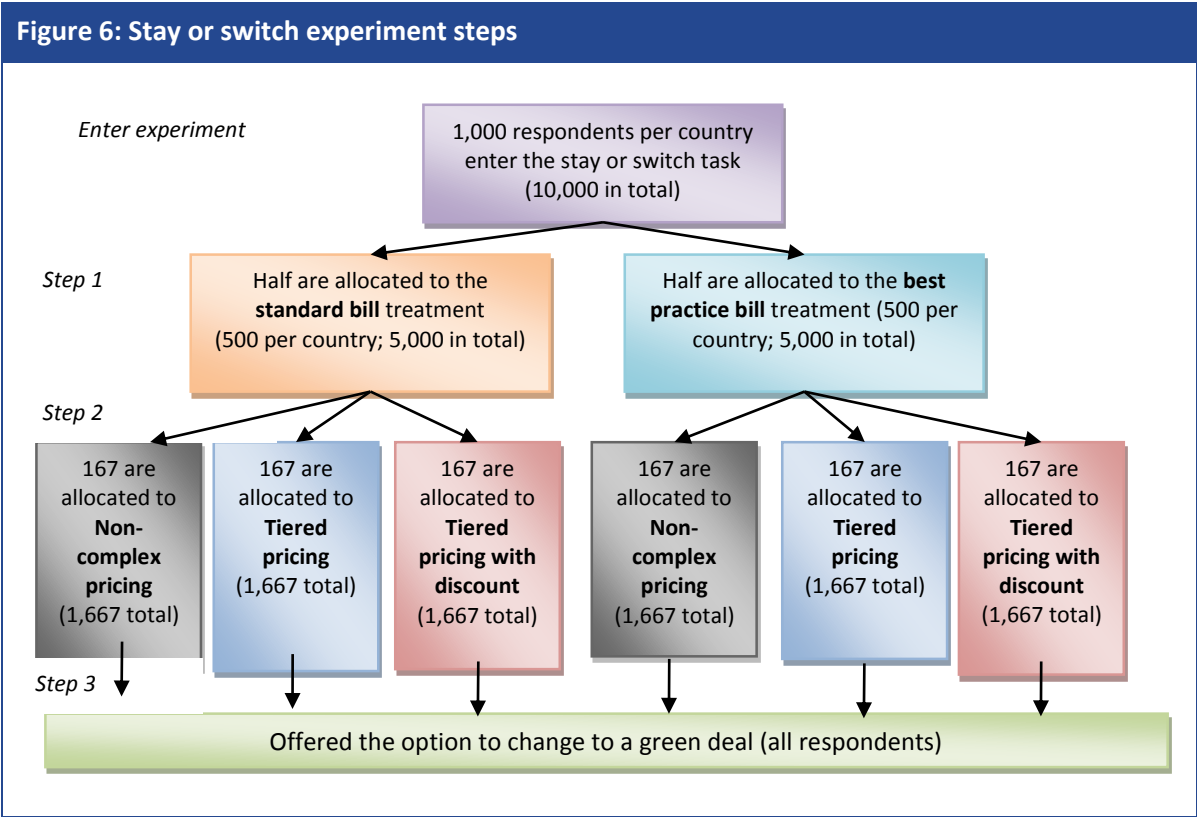 Figure 6: Stay or switch experiment steps
Enter experiment
1,000 respondents per country
enter the stay or switch task
(10,000 in total)
Step 1
Half are allocated to the
standard bill treatment
(500 per country; 5,000 in total)
Half are allocated to the best
practice bill treatment (500 per
country; 5,000 in total)
Step 2
167 are
allocated to
Non-
complex
pricing
(1,667 total)
167 are
allocated to
Tiered
pricing
(1,667 total)
167 are
allocated to
Tiered
pricing with
discount
(1,667 total)
167 are
allocated to
Non-
complex
pricing
(1,667 total)
167 are
allocated to
Tiered
pricing
(1,667 total)
167 are
allocated to
Tiered
pricing with
discount
(1,667 total)
Step 3
Offered the option to change to a green deal (all respondents)